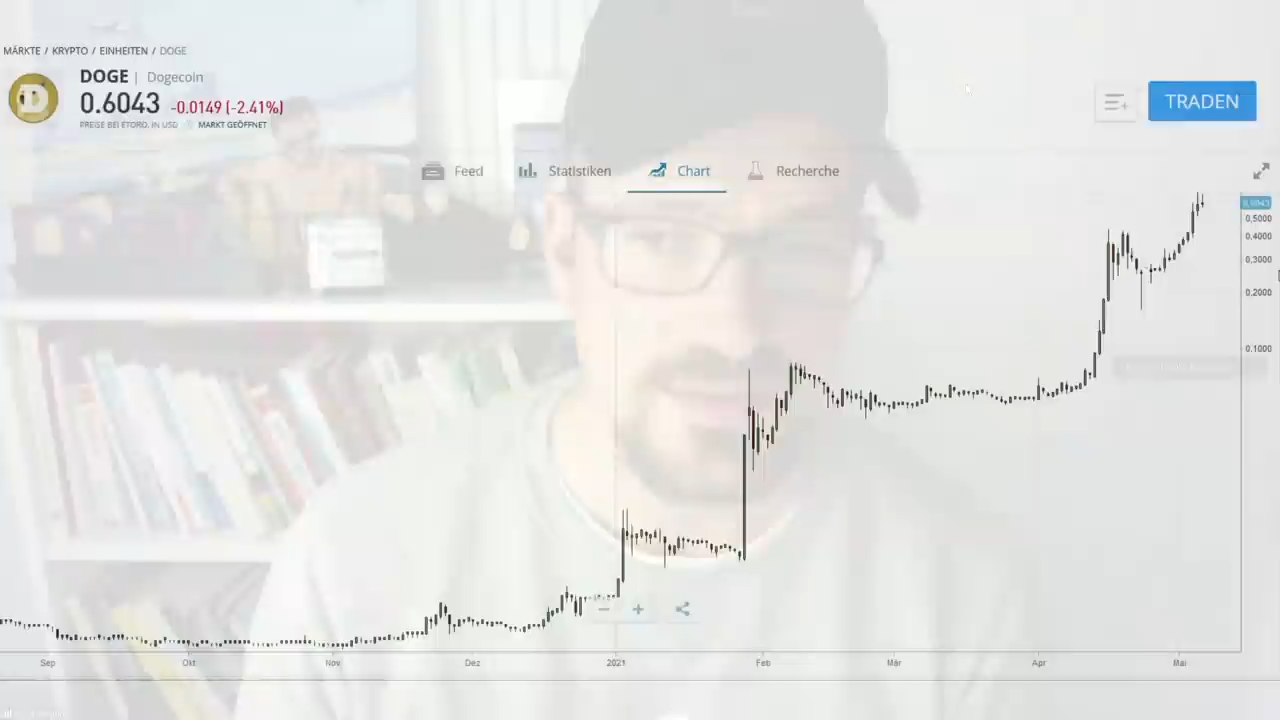 MÄRKTE / KRYPTO / EINHEITEN / DOGE
DOGE | Dogecoin
0.6043 -0.0149 (-2.41%)
PREISE BEI ETORO, IN USD MARKT GEÖFFNET
TRADEN
Feed Statistiken Chart Recherche
0,6043
0,5000
0,4000
0,3000
0,2000
0,1000
Sep Okt Nov Dez 2021 Feb Mär Apr Mai